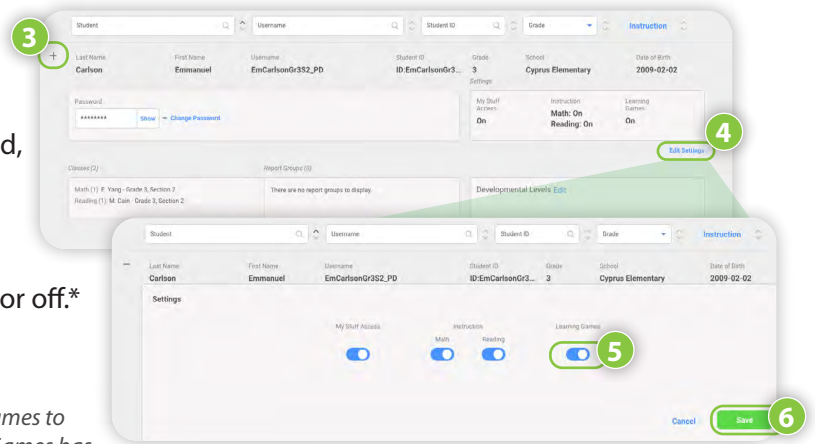 d,
or off.*
ames to
Games has
3
Student Username Student ID Grade Instruction
Last Name First Name Username Student ID Grade School Date of Birth
Carlson Emmanuel EmCarlsonGr3S2_PD ID:EmCarlsonGr3... 3 Cyprus Elementary 2009-02-02
Settings
Password
******** Show Change Password
My Stuff Access Instruction Learning Games
On Math: On On
Reading: On
4
Edit Settings
Classes (2) Report Groups (0)
Math (1) E. Yang - Grade 3, Section 2 There are no report groups to display. Developmental Levels Edit
Reading (1) M. Cain - Grade 3, Section 2
Student Username Student ID Grade Instruction
Last Name First Name Username Student ID Grade School Date of Birth
Carlson Emmanuel EmCarlsonGr3S2_PD ID:EmCarlsonGr3... 3 Cyprus Elementary 2009-02-02
Settings
My Stuff Access Instruction Learning Games
Math Reading
5
Cancel Save 6